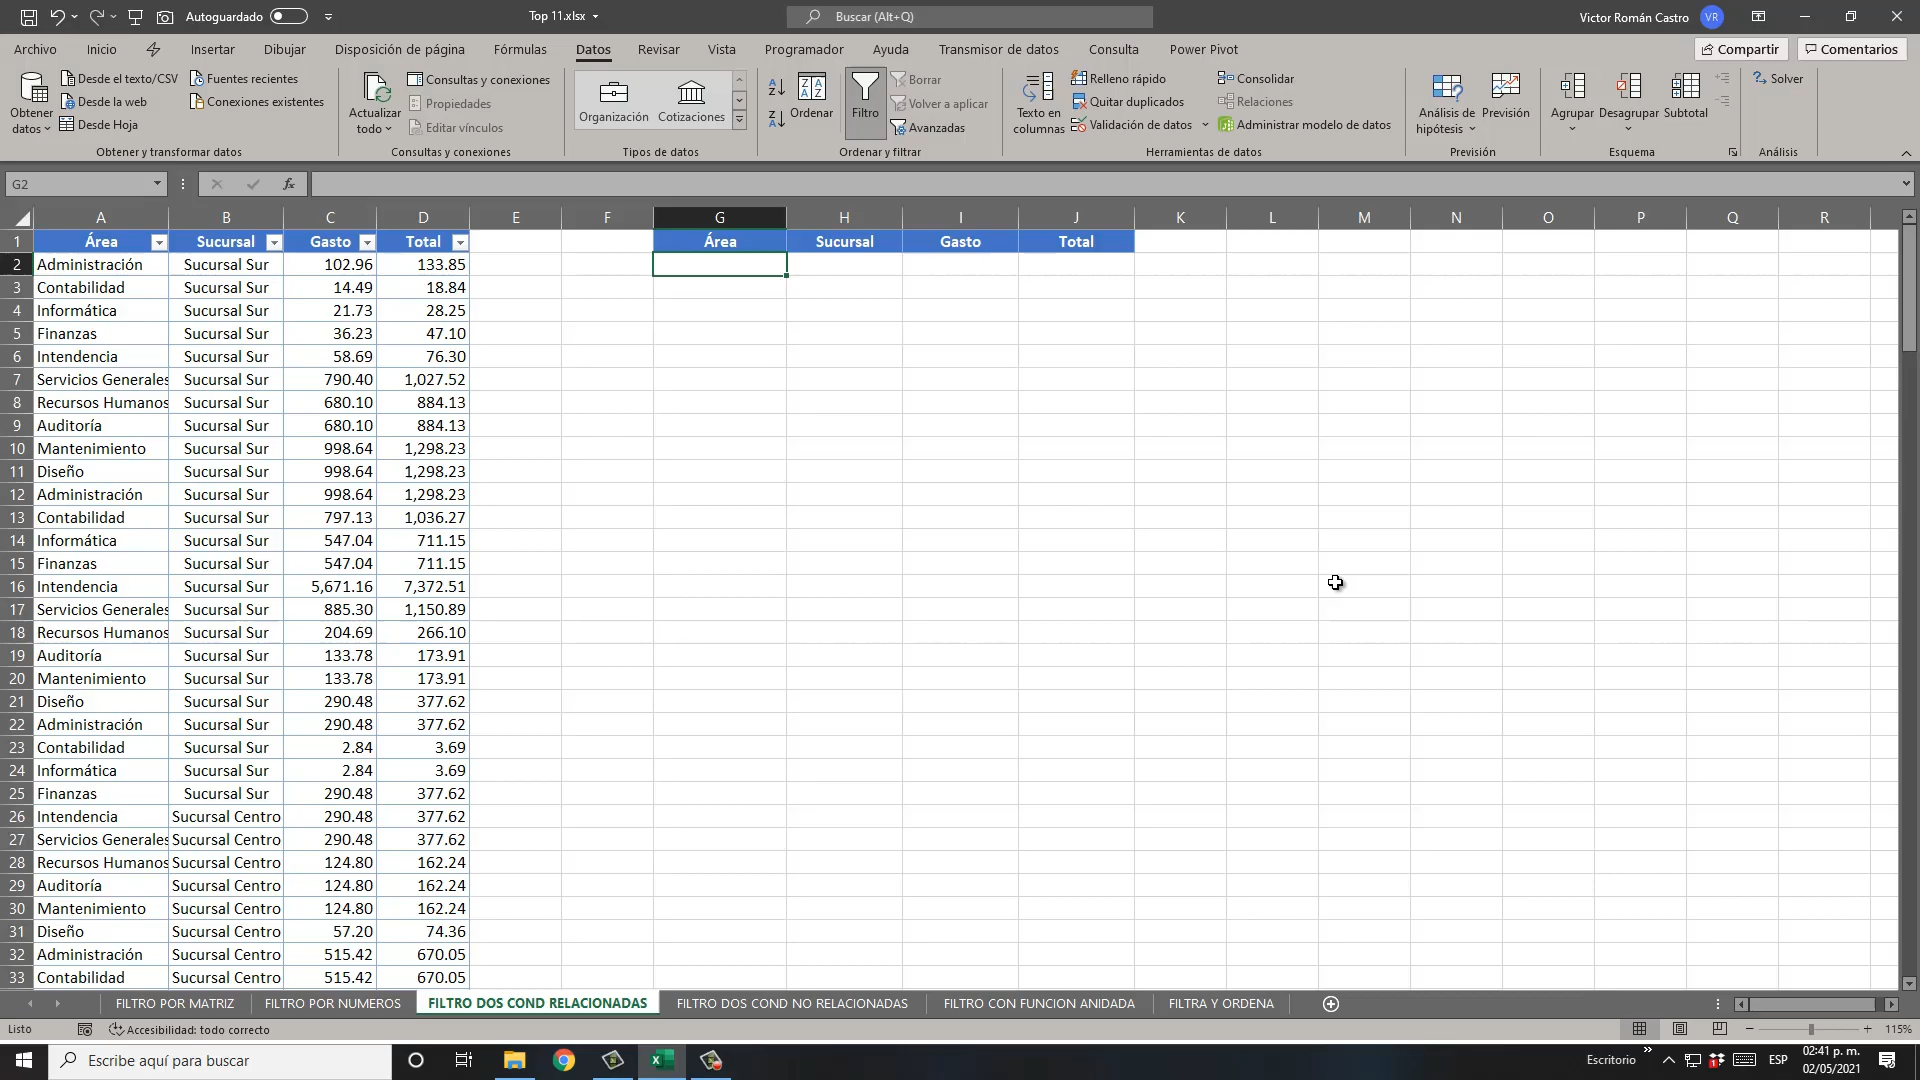 Autoguardado
Top 11.xlsx
Buscar (Alt+Q)
Victor Román Castro
VR
Archivo
Inicio
Insertar
Dibujar
Disposición de página
Fórmulas
Datos
Revisar
Vista
Programador
Ayuda
Transmisor de datos
Consulta
Power Pivot
Compartir
Comentarios
Obtener
datos
Desde el texto/CSV
Desde la web
Desde Hoja
Fuentes recientes
Conexiones existentes
Obtener y transformar datos
Actualizar
todo
Consultas y conexiones
Propiedades
Editar vínculos
Consultas y conexiones
Organización
Cotizaciones
Tipos de datos
Ordenar
Filtro
Borrar
Volver a aplicar
Avanzadas
Ordenar y filtrar
Texto en
columnas
Relleno rápido
Quitar duplicados
Validación de datos
Consolidar
Relaciones
Administrar modelo de datos
Herramientas de datos
Análisis de
hipótesis
Previsión
Previsión
Agrupar
Desagrupar
Subtotal
Esquema
Solver
Análisis
G2
fx
A B C D E F G H I J K L M N O P Q R
1 Área Sucursal Gasto Total Área Sucursal Gasto Total
2 Administración Sucursal Sur 102.96 133.85
3 Contabilidad Sucursal Sur 14.49 18.84
4 Informática Sucursal Sur 21.73 28.25
5 Finanzas Sucursal Sur 36.23 47.10
6 Intendencia Sucursal Sur 58.69 76.30
7 Servicios Generales Sucursal Sur 790.40 1,027.52
8 Recursos Humanos Sucursal Sur 680.10 884.13
9 Auditoría Sucursal Sur 680.10 884.13
10 Mantenimiento Sucursal Sur 998.64 1,298.23
11 Diseño Sucursal Sur 998.64 1,298.23
12 Administración Sucursal Sur 998.64 1,298.23
13 Contabilidad Sucursal Sur 797.13 1,036.27
14 Informática Sucursal Sur 547.04 711.15
15 Finanzas Sucursal Sur 547.04 711.15
16 Intendencia Sucursal Sur 5,671.16 7,372.51
17 Servicios Generales Sucursal Sur 885.30 1,150.89
18 Recursos Humanos Sucursal Sur 204.69 266.10
19 Auditoría Sucursal Sur 133.78 173.91
20 Mantenimiento Sucursal Sur 133.78 173.91
21 Diseño Sucursal Sur 290.48 377.62
22 Administración Sucursal Sur 290.48 377.62
23 Contabilidad Sucursal Sur 2.84 3.69
24 Informática Sucursal Sur 2.84 3.69
25 Finanzas Sucursal Sur 290.48 377.62
26 Intendencia Sucursal Centro 290.48 377.62
27 Servicios Generales Sucursal Centro 290.48 377.62
28 Recursos Humanos Sucursal Centro 124.80 162.24
29 Auditoría Sucursal Centro 124.80 162.24
30 Mantenimiento Sucursal Centro 124.80 162.24
31 Diseño Sucursal Centro 57.20 74.36
32 Administración Sucursal Centro 515.42 670.05
33 Contabilidad Sucursal Centro 515.42 670.05
FILTRO POR MATRIZ
FILTRO POR NUMEROS
FILTRO DOS COND RELACIONADAS
FILTRO DOS COND NO RELACIONADAS
FILTRO CON FUNCION ANIDADA
FILTRA Y ORDENA
Listo
Accesibilidad: todo correcto
115%
Escribe aquí para buscar
Escritorio
ESP
02:41 p. m.
02/05/2021